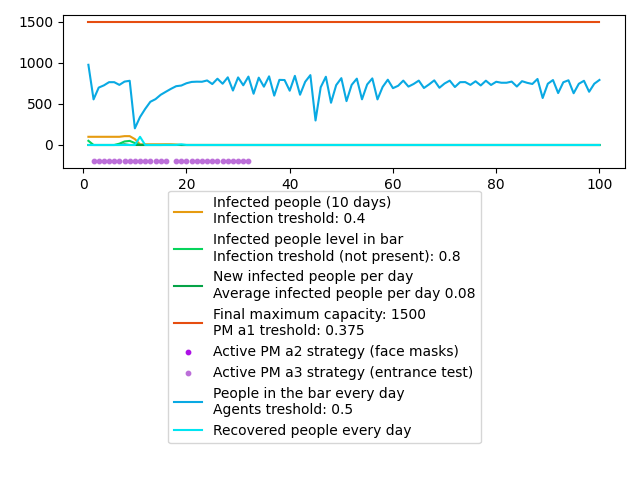 1500
1000
500
0
0 20 40 60 80 100
Infected people (10 days)
Infection treshold: 0.4
Infected people level in bar
Infection treshold (not present): 0.8
New infected people per day
Average infected people per day 0.08
Final maximum capacity: 1500
PM a1 treshold: 0.375
Active PM a2 strategy (face masks)
Active PM a3 strategy (entrance test)
People in the bar every day
Agents treshold: 0.5
Recovered people every day